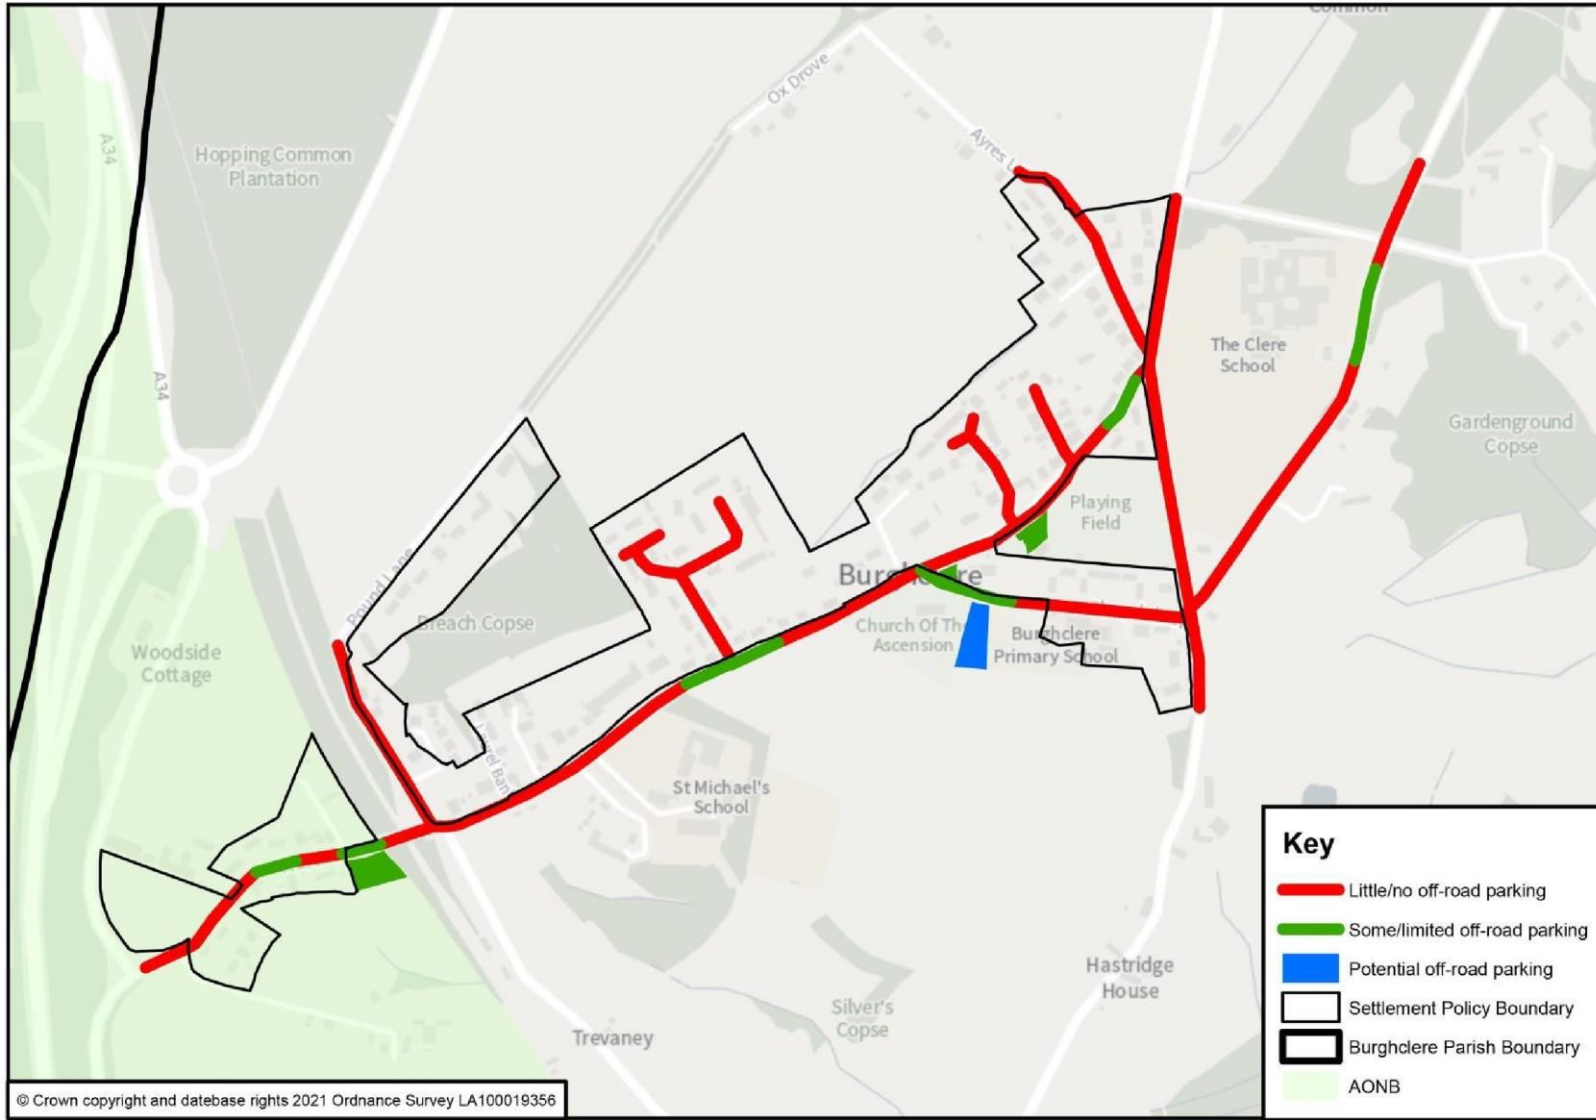 Common
Ox Drove
A34
Hopping Common
Plantation
Ayres L
The Clere
School
A34
Gardenground
Copse
Playing
Field
Pound Lane
Burghclere
Breach Copse
Church Of The
Ascension
Burghclere
Primary School
Woodside
Cottage
Laurel Bank
St Michael's
School
Hastridge
House
Silver's
Copse
Trevaney
Key
Little/no off-road parking
Some/limited off-road parking
Potential off-road parking
Settlement Policy Boundary
Burghclere Parish Boundary
AONB
© Crown copyright and datebase rights 2021 Ordnance Survey LA100019356